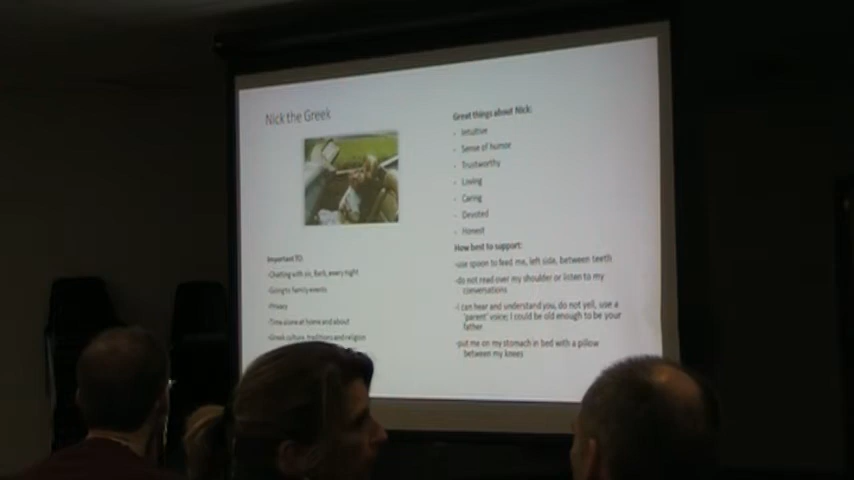 Nick the Greek
Important TO:
-Chatting with sis, Barb, every night
-Going to family events
-Privacy
-Time alone at home and about
-Greek culture, traditions and religion
Great things about Nick:
- Intuitive
- Sense of humor
- Trustworthy
- Loving
- Caring
- Devoted
- Honest
How best to support:
-use spoon to feed me, left side, between teeth
-do not read over my shoulder or listen to my
conversations
-I can hear and understand you, do not yell, use a
'parent' voice; I could be old enough to be your
father
-put me on my stomach in bed with a pillow
between my knees